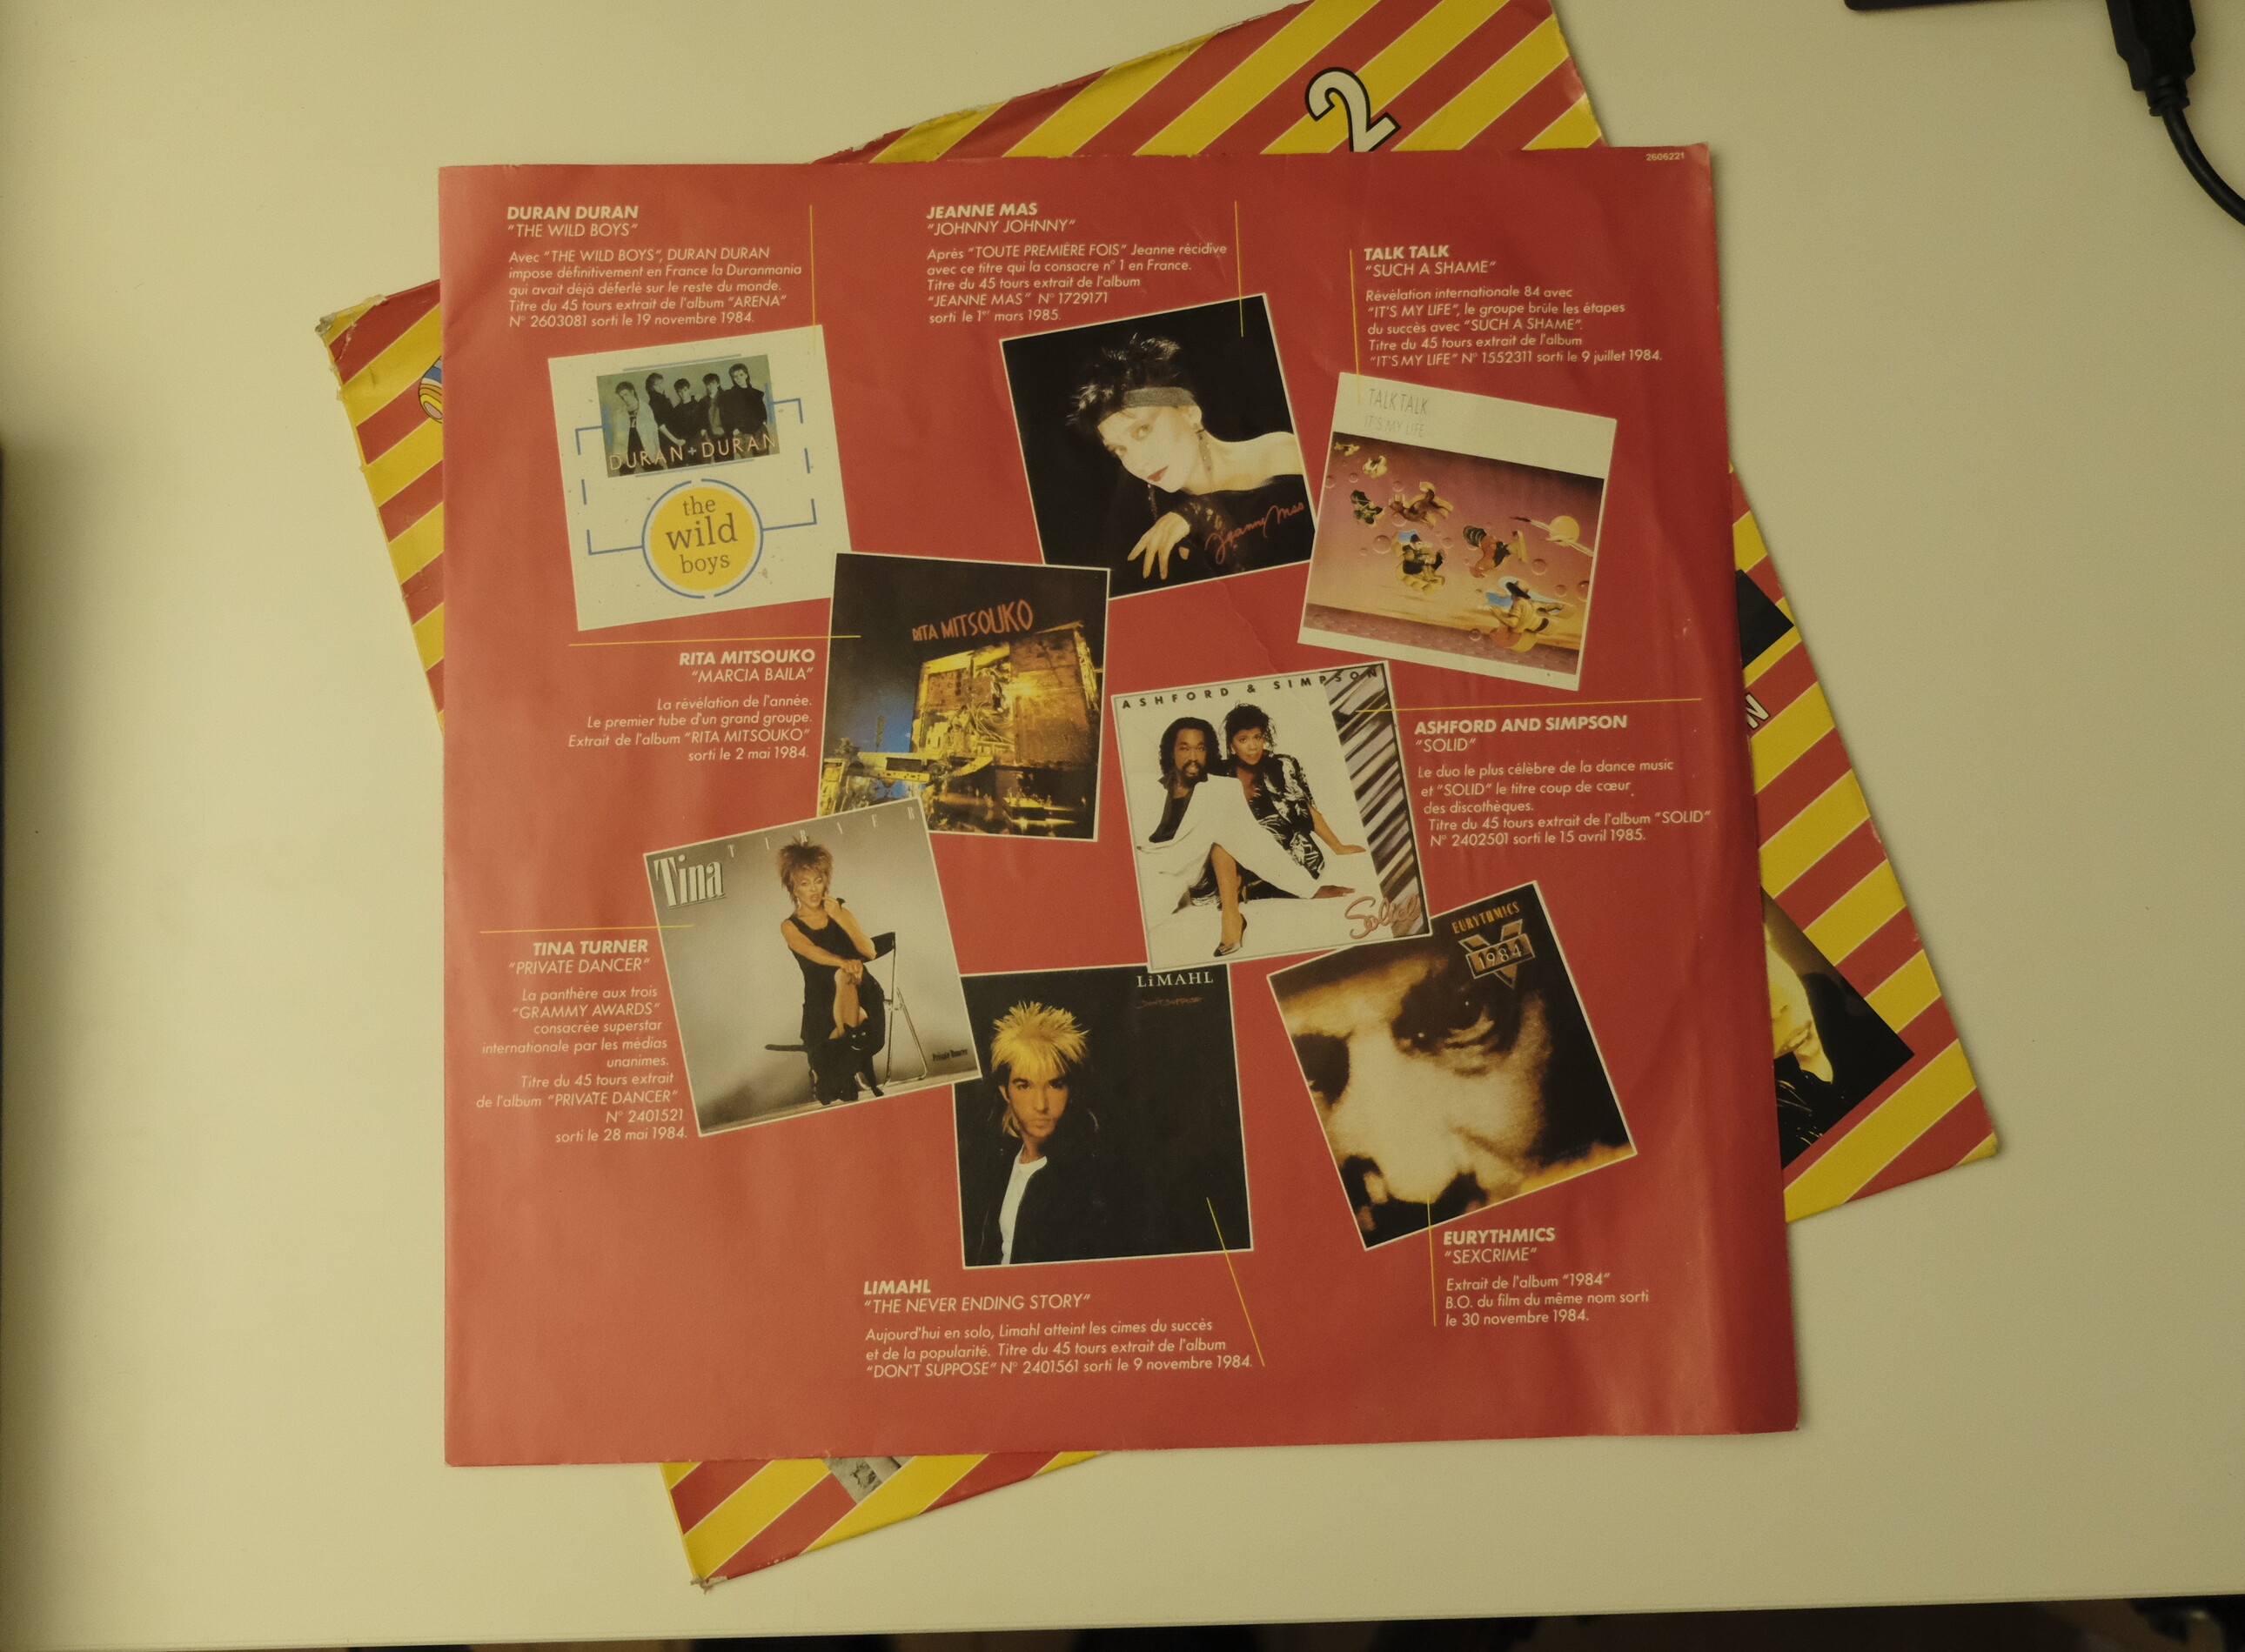 2
2606221
DURAN DURAN
"THE WILD BOYS"
Avec "THE WILD BOYS", DURAN DURAN
impose définitivement en France la Duranmania
qui avait déjà déferlé sur le reste du monde.
Titre du 45 tours extrait de l'album "ARENA"
N° 2603081 sorti le 19 novembre 1984.
DURAN + DURAN
the
wild
boys
JEANNE MAS
"JOHNNY JOHNNY"
Après "TOUTE PREMIÈRE FOIS" Jeanne récidive
avec ce titre qui la consacre n° 1 en France.
Titre du 45 tours extrait de l'album
"JEANNE MAS" N° 1729171
sorti le 1er mars 1985.
Jeanne Mas
TALK TALK
"SUCH A SHAME"
Révélation internationale 84 avec
"IT'S MY LIFE", le groupe brûle les étapes
du succès avec "SUCH A SHAME".
Titre du 45 tours extrait de l'album
"IT'S MY LIFE" N° 1552311 sorti le 9 juillet 1984.
TALK TALK
IT'S MY LIFE
RITA MITSOUKO
RITA MITSOUKO
"MARCIA BAILA"
La révélation de l'année.
Le premier tube d'un grand groupe.
Extrait de l'album "RITA MITSOUKO"
sorti le 2 mai 1984.
ASHFORD & SIMPSON
Solid
ASHFORD AND SIMPSON
"SOLID"
Le duo le plus célèbre de la dance music
et "SOLID" le titre coup de cœur
des discothèques.
Titre du 45 tours extrait de l'album "SOLID"
N° 2402501 sorti le 15 avril 1985.
Tina
TURNER
Private Dancer
TINA TURNER
"PRIVATE DANCER"
La panthère aux trois
"GRAMMY AWARDS"
consacrée superstar
internationale par les médias
unanimes.
Titre du 45 tours extrait
de l'album "PRIVATE DANCER"
N° 2401521
sorti le 28 mai 1984.
LiMAHL
DON'T SUPPOSE
EURYTHMICS
1984
LIMAHL
"THE NEVER ENDING STORY"
Aujourd'hui en solo, Limahl atteint les cimes du succès
et de la popularité. Titre du 45 tours extrait de l'album
"DON'T SUPPOSE" N° 2401561 sorti le 9 novembre 1984.
EURYTHMICS
"SEXCRIME"
Extrait de l'album "1984"
B.O. du film du même nom sorti
le 30 novembre 1984.